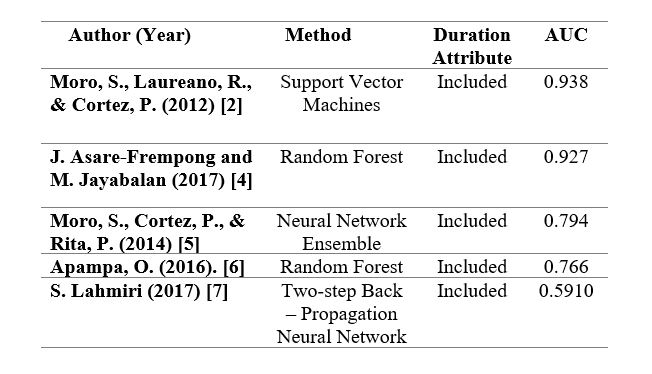 Author (Year) Method Duration Attribute AUC
Moro, S., Laureano, R., Support Vector Included 0.938
& Cortez, P. (2012) [2] Machines
J. Asare-Frempong and Random Forest Included 0.927
M. Jayabalan (2017) [4]
Moro, S., Cortez, P., & Neural Network Included 0.794
Rita, P. (2014) [5] Ensemble
Apampa, O. (2016). [6] Random Forest Included 0.766
S. Lahmiri (2017) [7] Two-step Back Included 0.5910
– Propagation
Neural Network